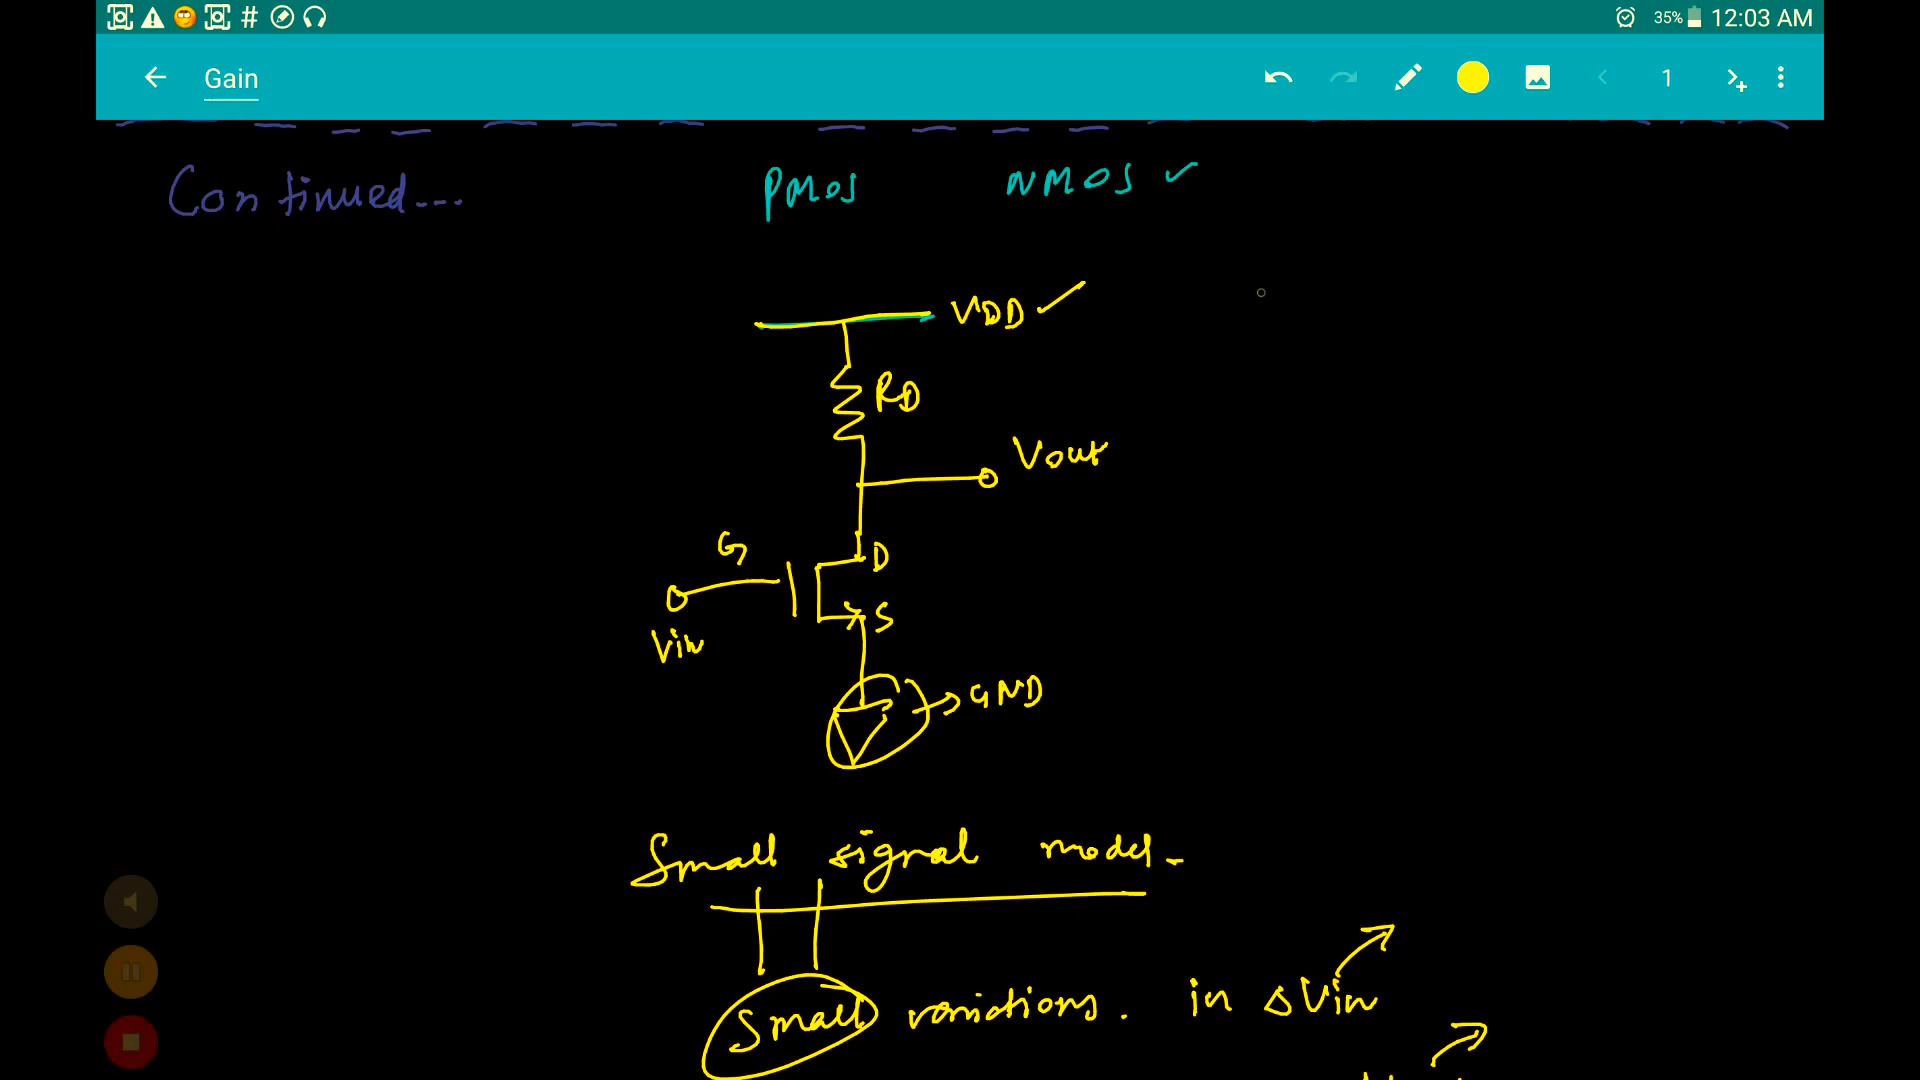 35% 12:03 AM
Gain 1
Continued...
PMOS NMOS ✓
VDD ✓
RD
Vout
G
D
S
Vin
GND
Small signal model-
Small variations. in ΔVin